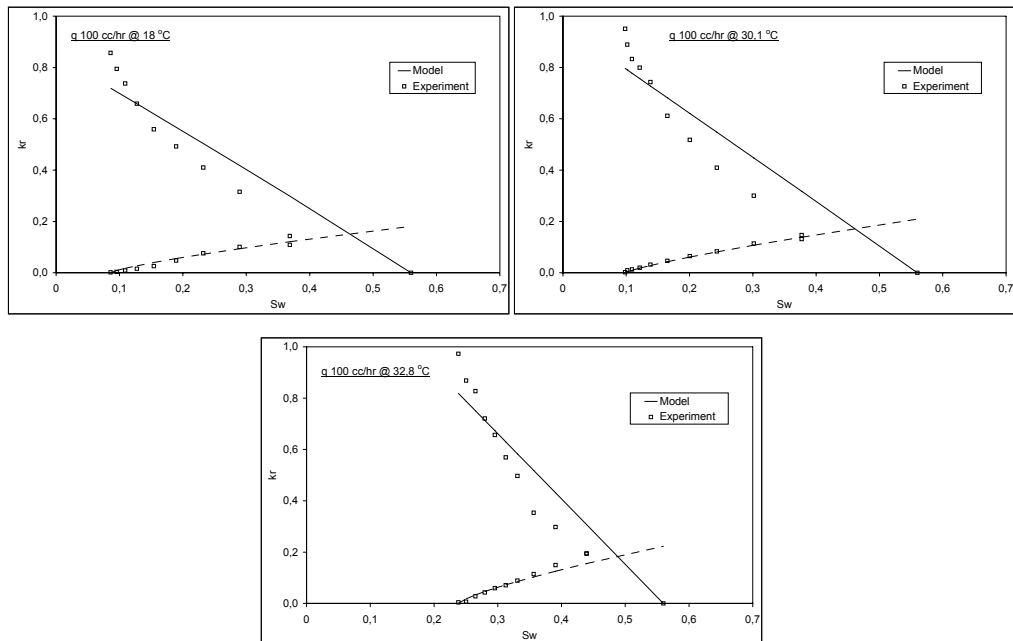 1,0
q 100 cc/hr @ 18 °C
0,8
Model
Experiment
0,6
kr
0,4
0,2
0,0
0 0,1 0,2 0,3 0,4 0,5 0,6 0,7
Sw
1,0
q 100 cc/hr @ 30,1 °C
0,8
Model
Experiment
0,6
kr
0,4
0,2
0,0
0 0,1 0,2 0,3 0,4 0,5 0,6 0,7
Sw
1,0
q 100 cc/hr @ 32,8 °C
0,8
Model
Experiment
0,6
kr
0,4
0,2
0,0
0 0,1 0,2 0,3 0,4 0,5 0,6 0,7
Sw